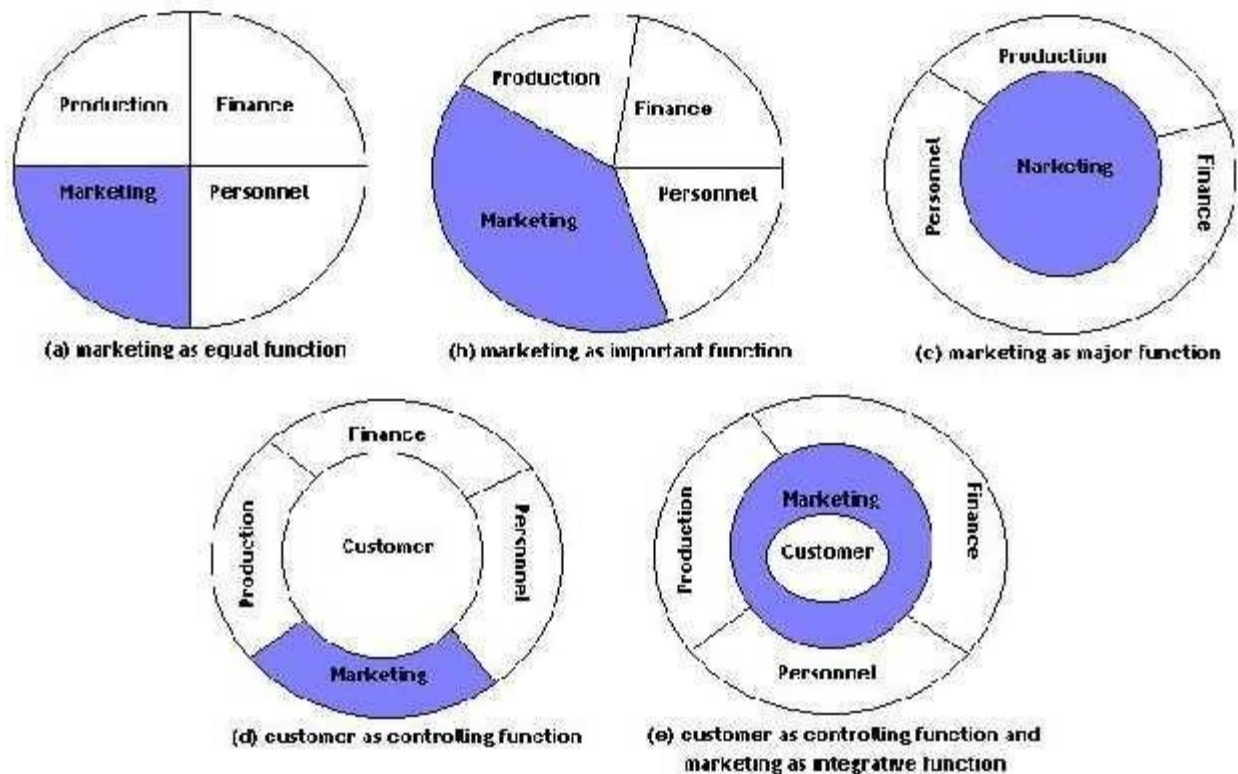 Production
Finance
Marketing
Personnel
(a) marketing as equal function
Production
Finance
Personnel
Marketing
(b) marketing as important function
Production
Marketing
Personnel
Finance
(c) marketing as major function
Finance
Production
Customer
Personnel
Marketing
(d) customer as controlling function
Marketing
Finance
Customer
Production
Personnel
(e) customer as controlling function and
marketing as integrative function